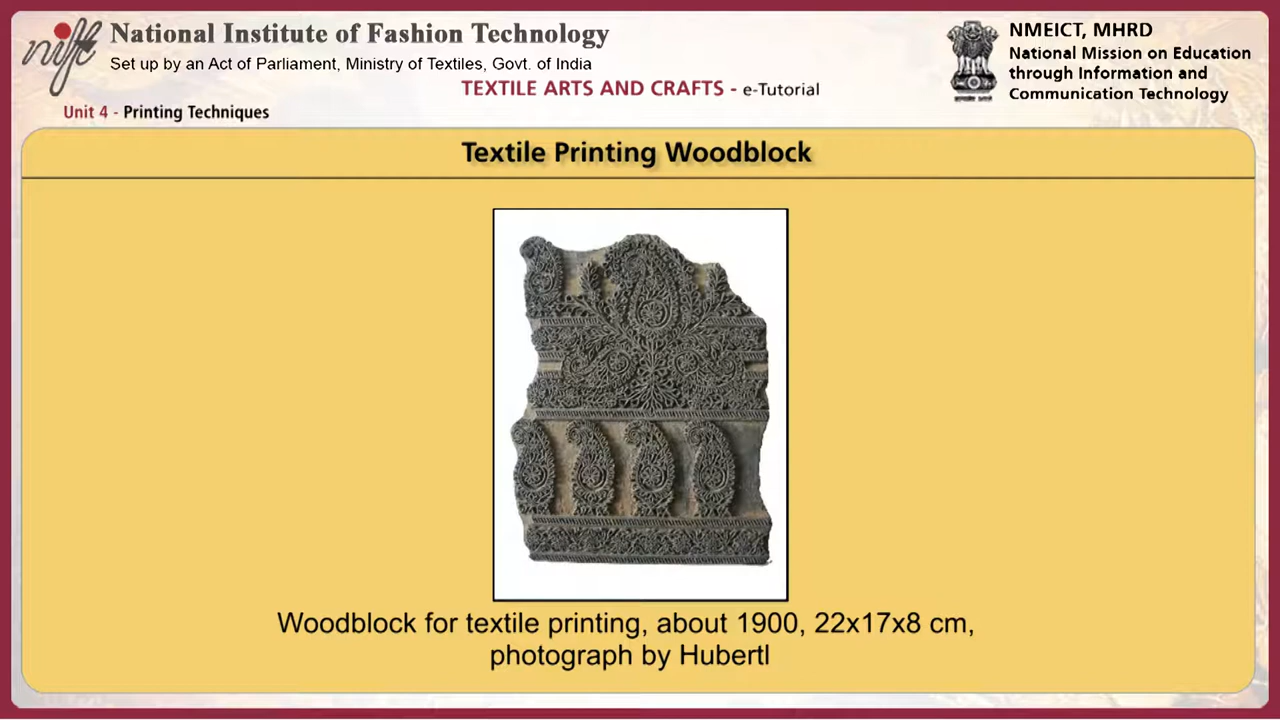 nift
National Institute of Fashion Technology
Set up by an Act of Parliament, Ministry of Textiles, Govt. of India
NMEICT, MHRD
National Mission on Education
through Information and
Communication Technology
TEXTILE ARTS AND CRAFTS - e-Tutorial
Unit 4 - Printing Techniques
Textile Printing Woodblock
Woodblock for textile printing, about 1900, 22x17x8 cm,
photograph by Hubertl